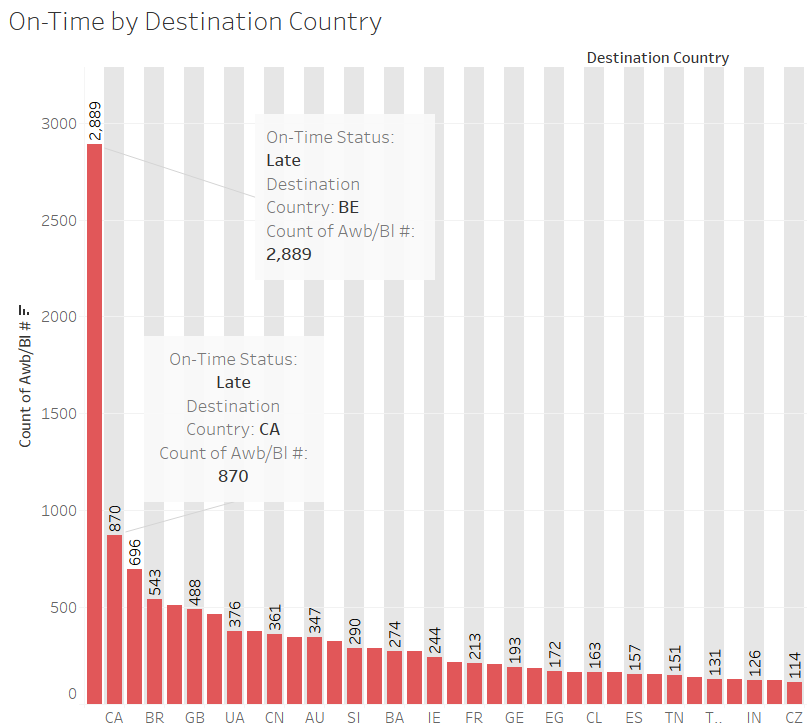 On-Time by Destination Country
Destination Country
Count of Awb/Bl #
3000
2500
2000
1500
1000
500
0
2,889
On-Time Status:
Late
Destination
Country: BE
Count of Awb/Bl #:
2,889
On-Time Status:
Late
Destination
Country: CA
Count of Awb/Bl #:
870
870
696
543
488
376
361
347
290
274
244
213
193
172
163
157
151
131
126
114
CA BR GB UA CN AU SI BA IE FR GE EG CL ES TN T.. IN CZ